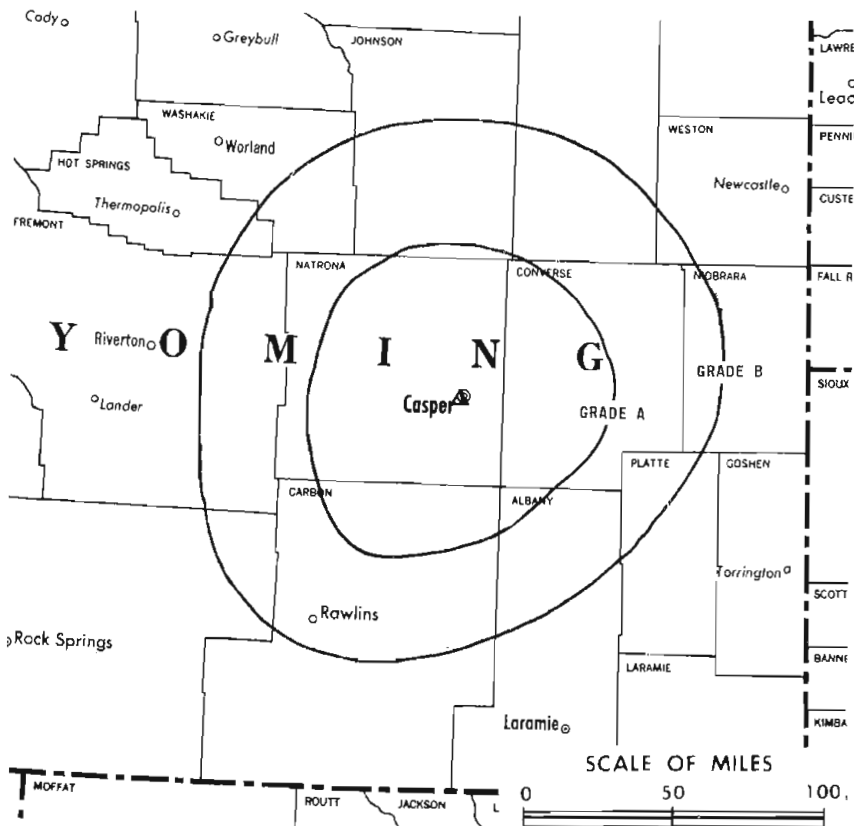 Cody
Greybull
JOHNSON
LAWRE
Lead
WASHAKIE
Worland
WESTON
PENNI
HOT SPRINGS
Thermopolis
Newcastle
CUSTE
FREMONT
NATRONA
CONVERSE
NIOBRARA
FALL R
Y O M I N G
Riverton
GRADE B
Lander
Casper
GRADE A
SIOUX
PLATTE
GOSHEN
CARBON
ALBANY
Torrington
SCOTT
Rawlins
Rock Springs
LARAMIE
BANNE
Laramie
KIMBA
SCALE OF MILES
MOFFAT
ROUTT
JACKSON
L
0 50 100